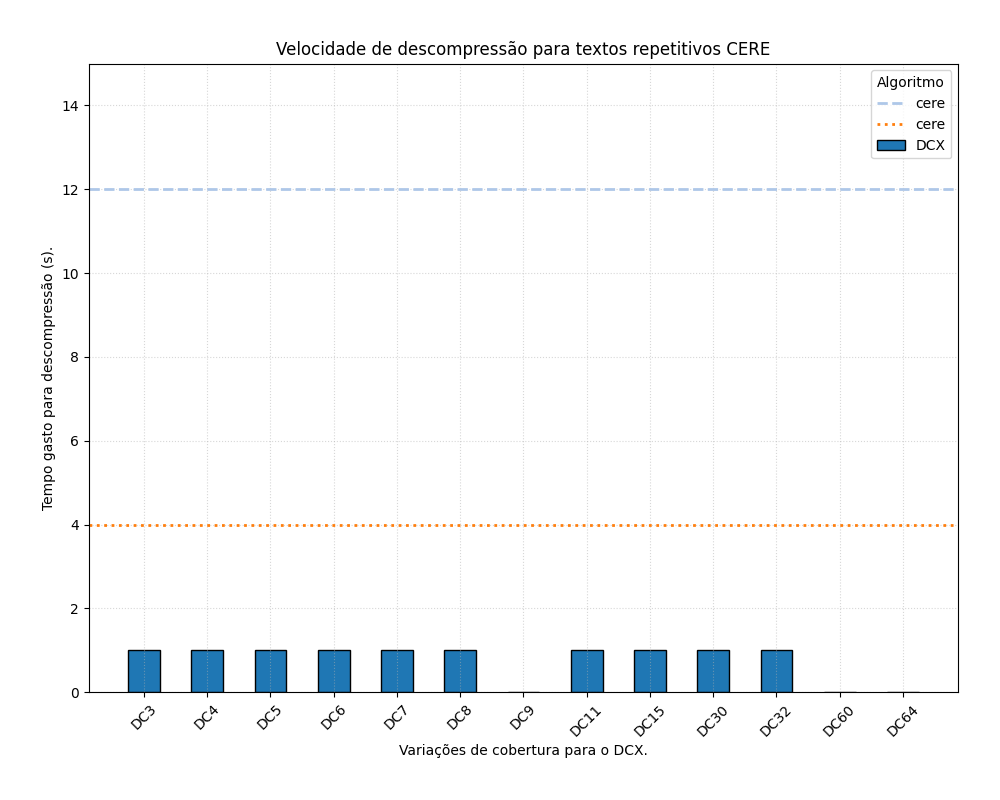 Velocidade de descompressão para textos repetitivos CERE
Algoritmo
cere
cere
DCX
Tempo gasto para descompressão (s).
14
12
10
8
6
4
2
0
DC3
DC4
DC5
DC6
DC7
DC8
DC9
DC11
DC15
DC30
DC32
DC60
DC64
Variações de cobertura para o DCX.